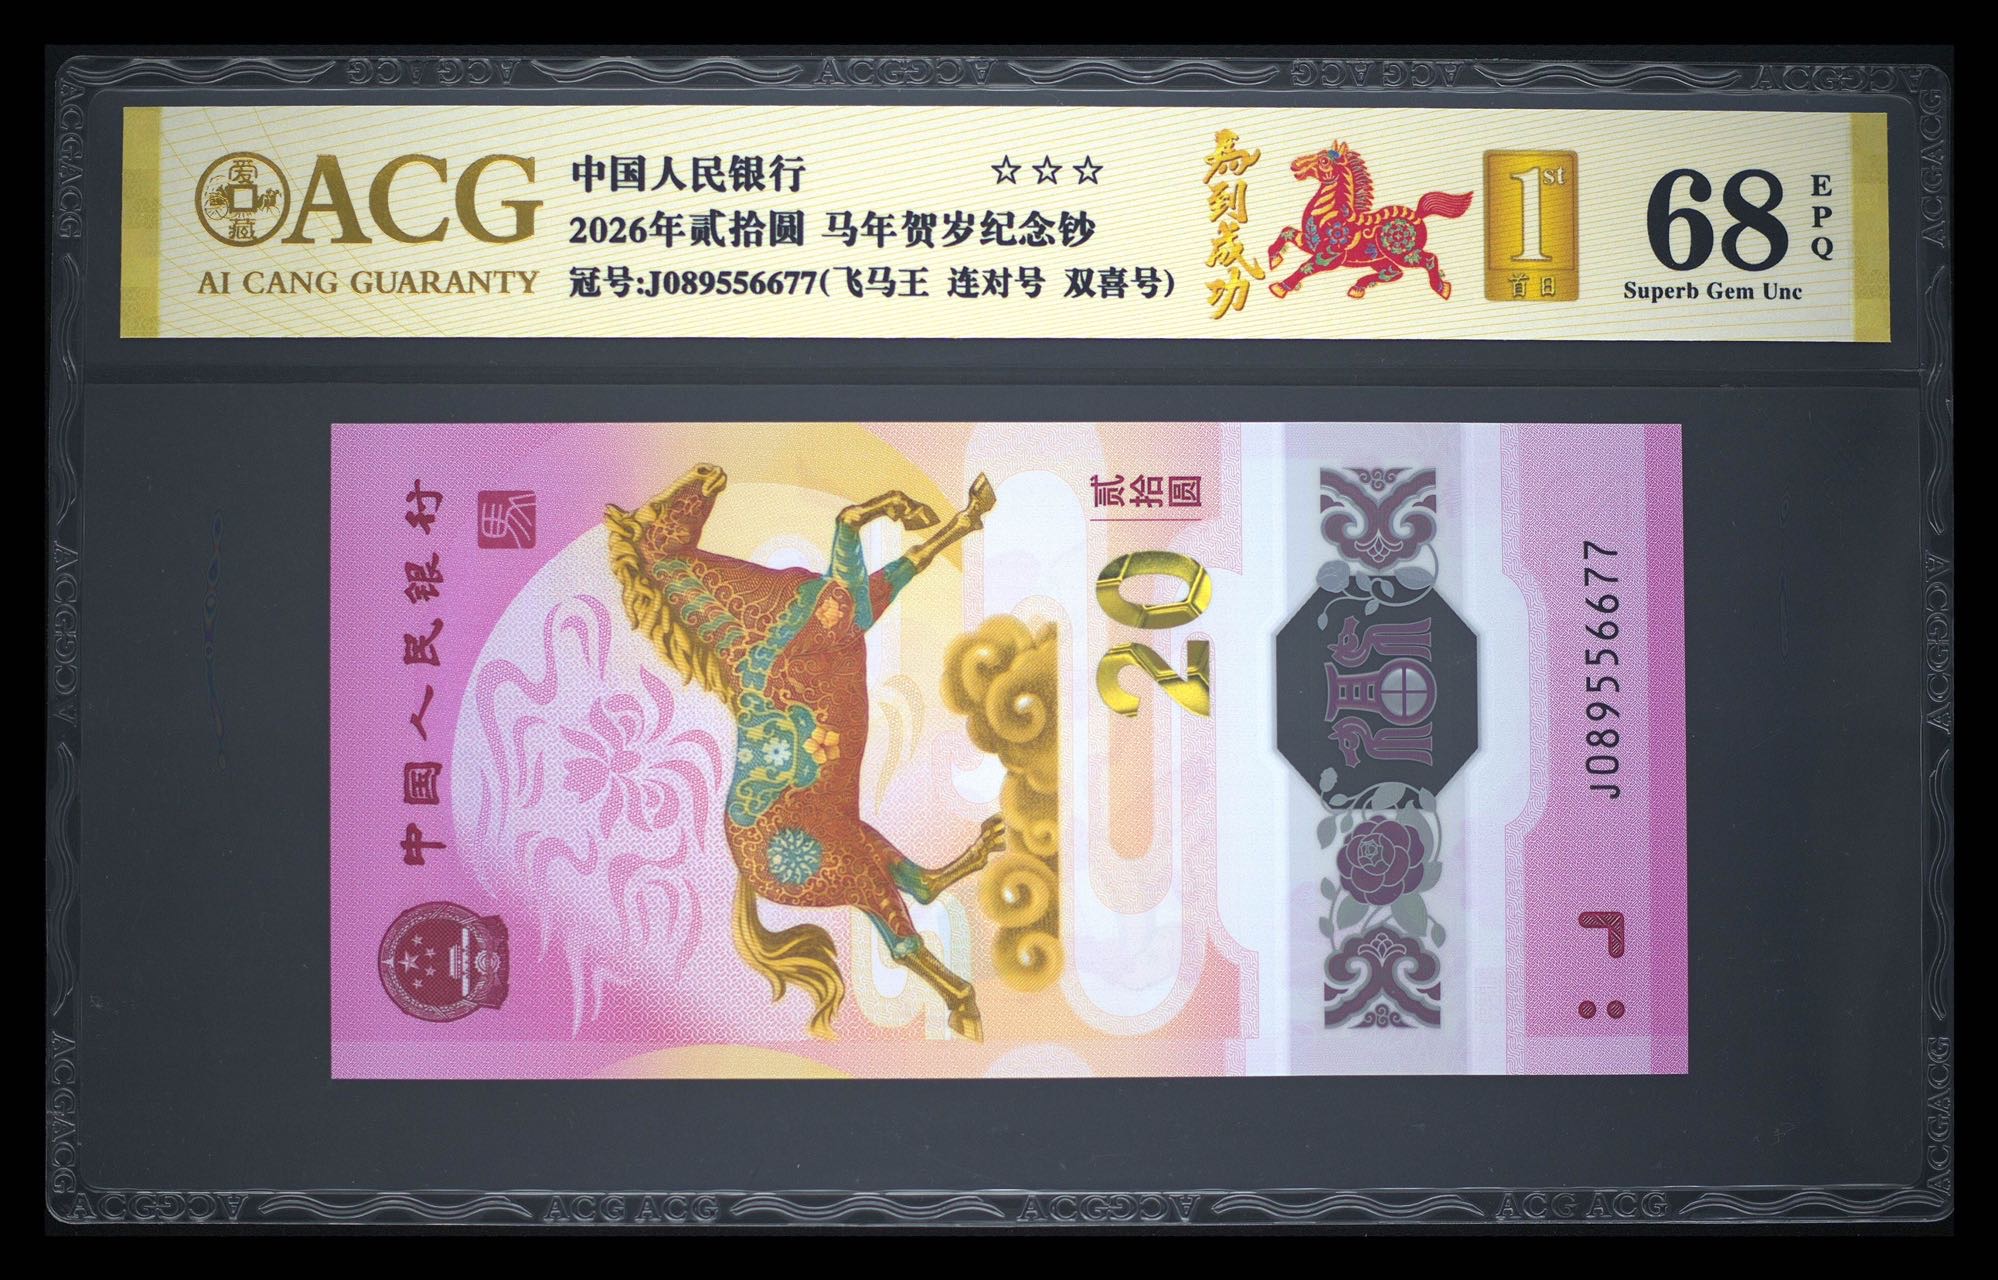 爱藏
ACG
AI CANG GUARANTY
中国人民银行 ☆☆☆
2026年贰拾圆 马年贺岁纪念钞
冠号:J089556677(飞马王 连对号 双喜号)
马到成功
1st
首日
68
EPQ
Superb Gem Unc
中国人民银行
贰拾圆
20
福
J089556677